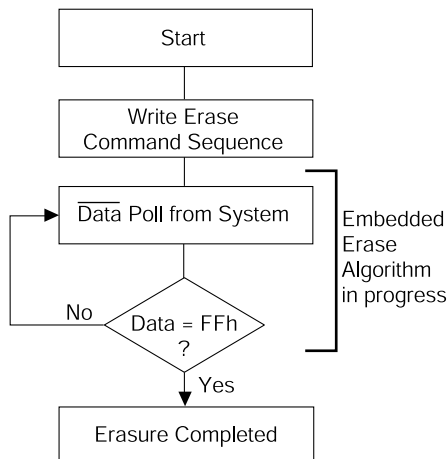 Start
Write Erase
Command Sequence
Data Poll from System
Embedded
Erase
Algorithm
in progress
No
Data = FFh
?
Yes
Erasure Completed